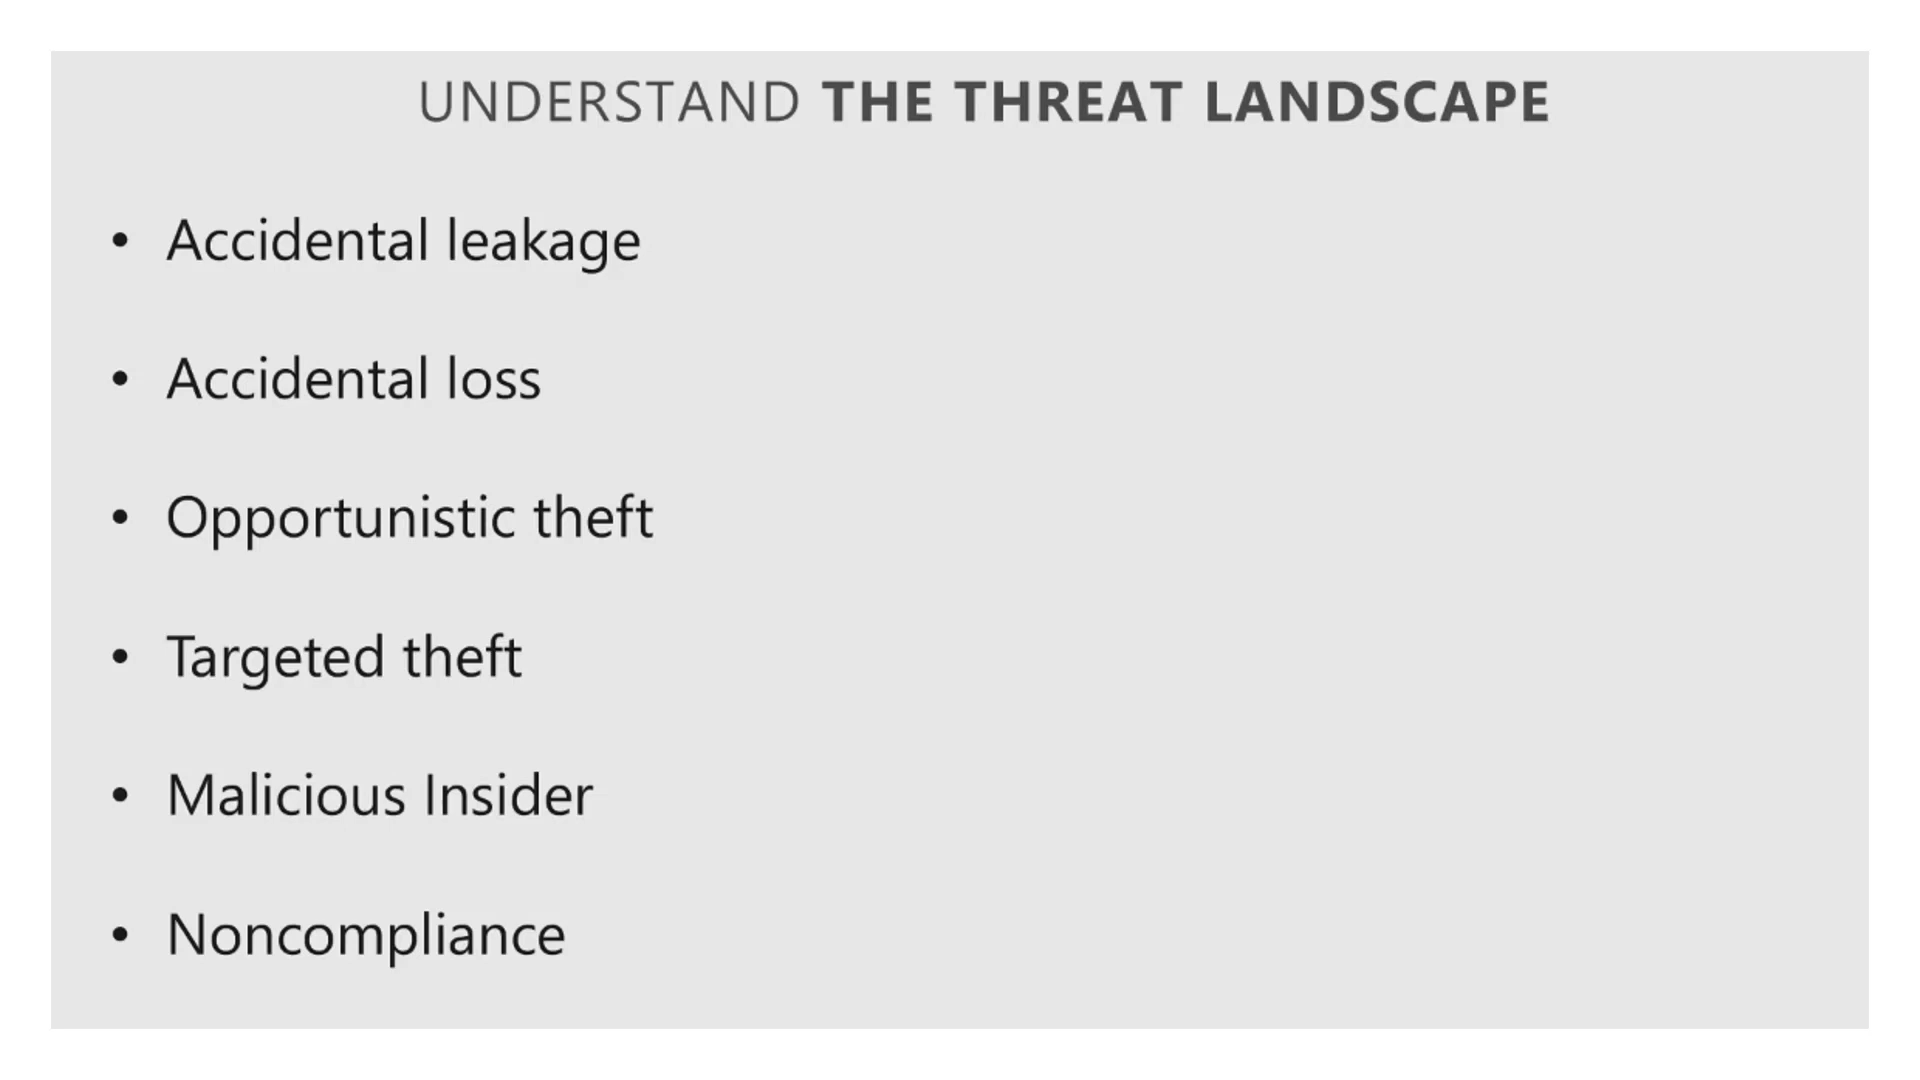 UNDERSTAND THE THREAT LANDSCAPE
• Accidental leakage
• Accidental loss
• Opportunistic theft
• Targeted theft
• Malicious Insider
• Noncompliance